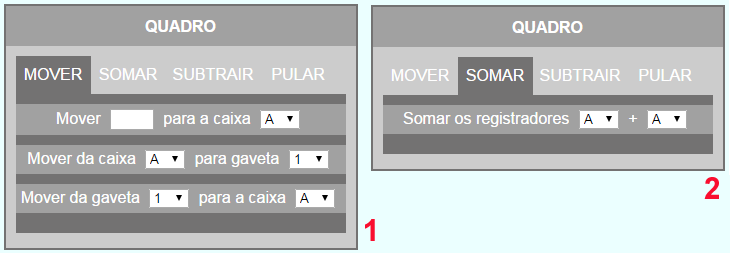 QUADRO
MOVER SOMAR SUBTRAIR PULAR
Mover para a caixa A
Mover da caixa A para gaveta 1
Mover da gaveta 1 para a caixa A
1
QUADRO
MOVER SOMAR SUBTRAIR PULAR
Somar os registradores A + A
2